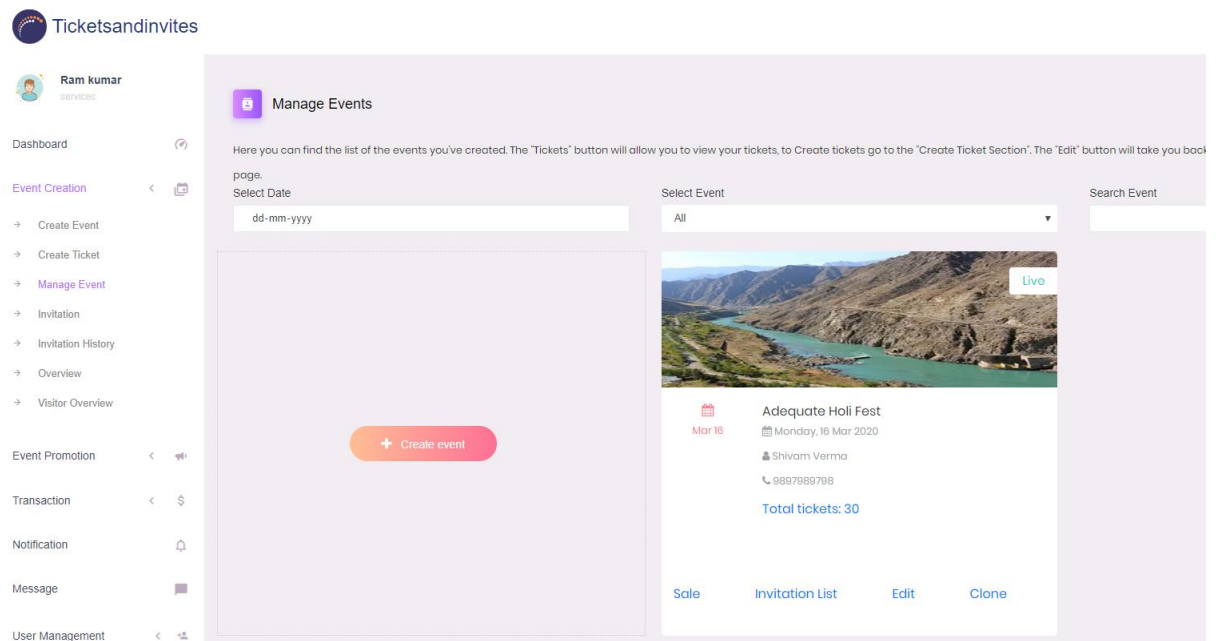 Ticketsandinvites
Ram kumar
services
Dashboard
Event Creation
Create Event
Create Ticket
Manage Event
Invitation
Invitation History
Overview
Visitor Overview
Event Promotion
Transaction
Notification
Message
User Management
Manage Events
Here you can find the list of the events you've created. The "Tickets" button will allow you to view your tickets, to Create tickets go to the "Create Ticket Section". The "Edit" button will take you back
page.
Select Date
dd-mm-yyyy
Select Event
All
Search Event
+ Create event
Live
Mar 16
Adequate Holi Fest
Monday, 16 Mar 2020
Shivam Verma
9897989798
Total tickets: 30
Sale Invitation List Edit Clone